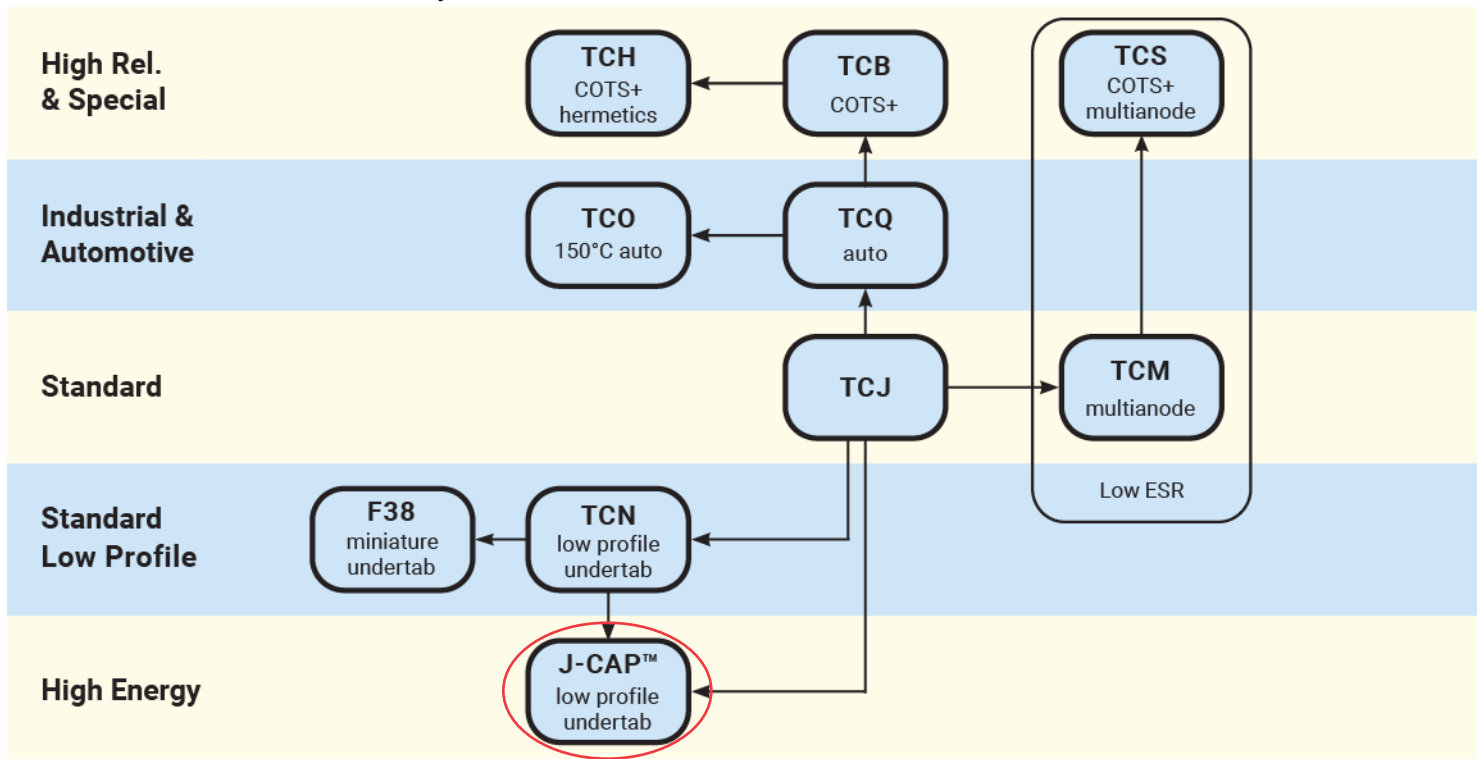 High Rel.
& Special
TCH
COTS+
hermetics
TCB
COTS+
TCS
COTS+
multianode
Industrial &
Automotive
TCO
150°C auto
TCQ
auto
Standard
TCJ
TCM
multianode
Low ESR
Standard
Low Profile
F38
miniature
undertab
TCN
low profile
undertab
High Energy
J-CAP™
low profile
undertab